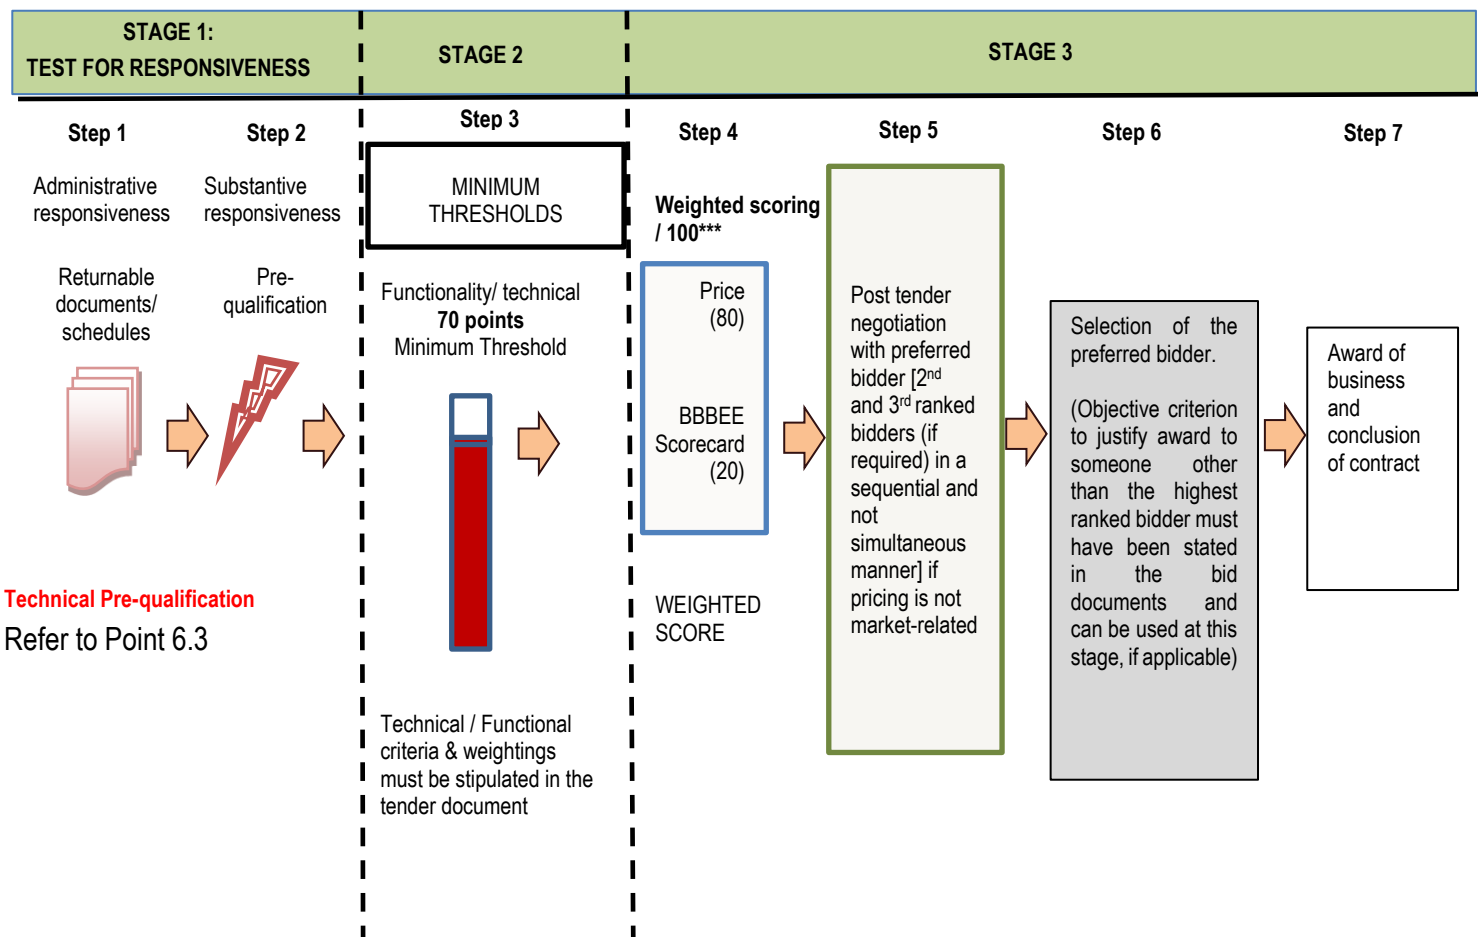 STAGE 1:
TEST FOR RESPONSIVENESS
STAGE 2
STAGE 3
Step 1
Administrative
responsiveness
Returnable
documents/
schedules
Step 2
Substantive
responsiveness
Pre-
qualification
Technical Pre-qualification
Refer to Point 6.3
Step 3
MINIMUM
THRESHOLDS
Functionality/ technical
70 points
Minimum Threshold
Technical / Functional
criteria & weightings
must be stipulated in the
tender document
Step 4
Weighted scoring
/ 100***
Price
(80)
BBBEE
Scorecard
(20)
WEIGHTED
SCORE
Step 5
Post tender
negotiation
with preferred
bidder [2nd
and 3rd ranked
bidders (if
required) in a
sequential and
not
simultaneous
manner] if
pricing is not
market-related
Step 6
Selection of the
preferred bidder.
(Objective criterion
to justify award to
someone other
than the highest
ranked bidder must
have been stated
in the bid
documents and
can be used at this
stage, if applicable)
Step 7
Award of
business
and
conclusion
of contract